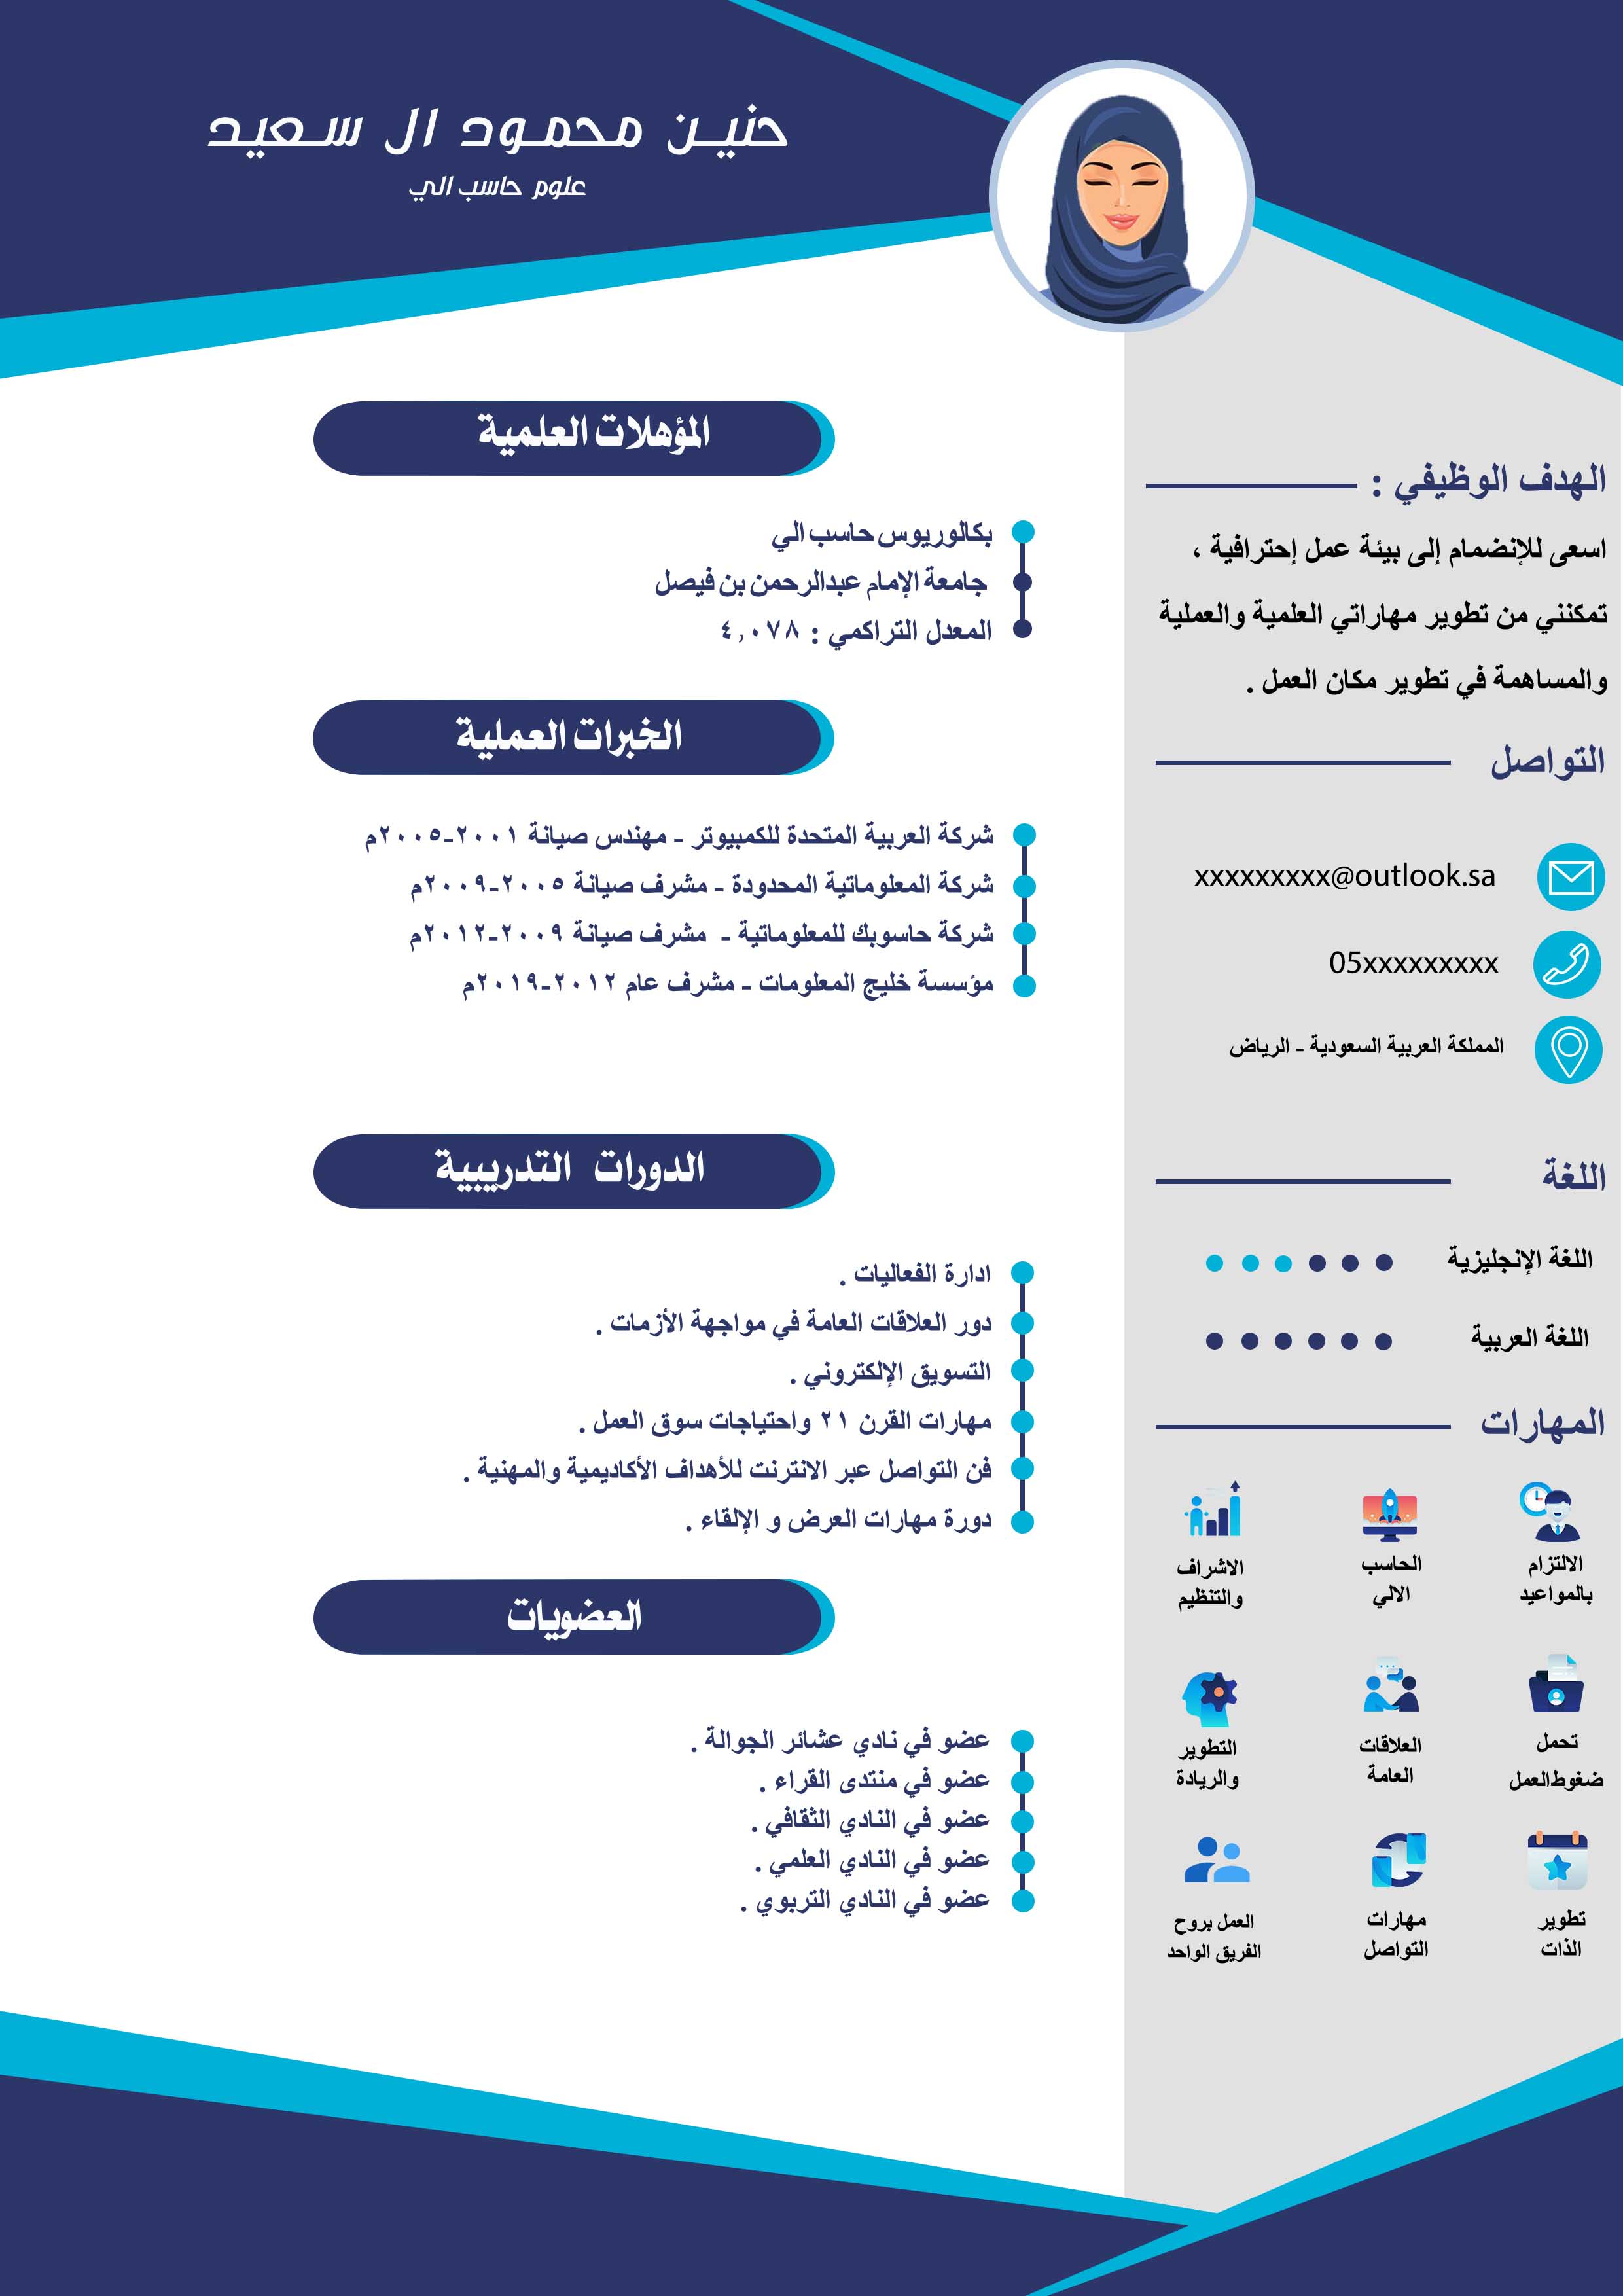 حنين محمود ال سعيد
علوم حاسب الي
الهدف الوظيفي :
اسعى للإنضمام إلى بيئة عمل إحترافية ،
تمكنني من تطوير مهاراتي العلمية والعملية
والمساهمة في تطوير مكان العمل .
التواصل
xxxxxxxxx@outlook.sa
05xxxxxxxxx
المملكة العربية السعودية - الرياض
اللغة
اللغة الإنجليزية
اللغة العربية
المهارات
الالتزام
بالمواعيد
الحاسب
الالي
الاشراف
والتنظيم
تحمل
ضغوط العمل
العلاقات
العامة
التطوير
والريادة
تطوير
الذات
مهارات
التواصل
العمل بروح
الفريق الواحد
المؤهلات العلمية
بكالوريوس حاسب الي
جامعة الإمام عبدالرحمن بن فيصل
المعدل التراكمي : ٤,٠٧٨
الخبرات العملية
شركة العربية المتحدة للكمبيوتر - مهندس صيانة ٢٠٠١-٢٠٠٥م
شركة المعلوماتية المحدودة - مشرف صيانة ٢٠٠٥-٢٠٠٩م
شركة حاسوبك للمعلوماتية - مشرف صيانة ٢٠٠٩-٢٠١٢م
مؤسسة خليج المعلومات - مشرف عام ٢٠١٢-٢٠١٩م
الدورات التدريبية
ادارة الفعاليات .
دور العلاقات العامة في مواجهة الأزمات .
التسويق الإلكتروني .
مهارات القرن ٢١ واحتياجات سوق العمل .
فن التواصل عبر الانترنت للأهداف الأكاديمية والمهنية .
دورة مهارات العرض و الإلقاء .
العضويات
عضو في نادي عشائر الجوالة .
عضو في منتدى القراء .
عضو في النادي الثقافي .
عضو في النادي العلمي .
عضو في النادي التربوي .